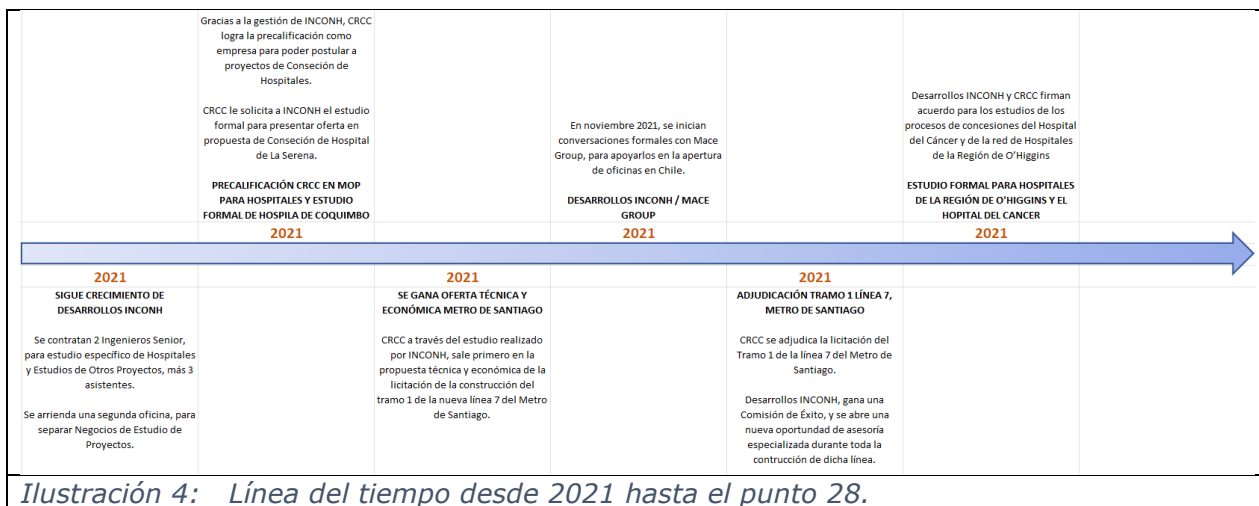 Gracias a la gestión de INCONH, CRCC
logra la precalificación como
empresa para poder postular a
proyectos de Conseción de
Hospitales.
CRCC le solicita a INCONH el estudio
formal para presentar oferta en
propuesta de Conseción de Hospital
de La Serena.
PRECALIFICACIÓN CRCC EN MOP
PARA HOSPITALES Y ESTUDIO
FORMAL DE HOSPILA DE COQUIMBO
2021
En noviembre 2021, se inician
conversaciones formales con Mace
Group, para apoyarlos en la apertura
de oficinas en Chile.
DESARROLLOS INCONH / MACE
GROUP
2021
Desarrollos INCONH y CRCC firman
acuerdo para los estudios de los
procesos de concesiones del Hospital
del Cáncer y de la red de Hospitales
de la Región de O'Higgins
ESTUDIO FORMAL PARA HOSPITALES
DE LA REGIÓN DE O'HIGGINS Y EL
HOPITAL DEL CANCER
2021
2021
SIGUE CRECIMIENTO DE
DESARROLLOS INCONH
Se contratan 2 Ingenieros Senior,
para estudio específico de Hospitales
y Estudios de Otros Proyectos, más 3
asistentes.
Se arrienda una segunda oficina, para
separar Negocios de Estudio de
Proyectos.
2021
SE GANA OFERTA TÉCNICA Y
ECONÓMICA METRO DE SANTIAGO
CRCC a través del estudio realizado
por INCONH, sale primero en la
propuesta técnica y económica de la
licitación de la construcción del
tramo 1 de la nueva línea 7 del Metro
de Santiago.
2021
ADJUDICACIÓN TRAMO 1 LÍNEA 7,
METRO DE SANTIAGO
CRCC se adjudica la licitación del
Tramo 1 de la línea 7 del Metro de
Santiago.
Desarrollos INCONH, gana una
Comisión de Éxito, y se abre una
nueva oportunidad de asesoría
especializada durante toda la
contrucción de dicha línea.
Ilustración 4: Línea del tiempo desde 2021 hasta el punto 28.